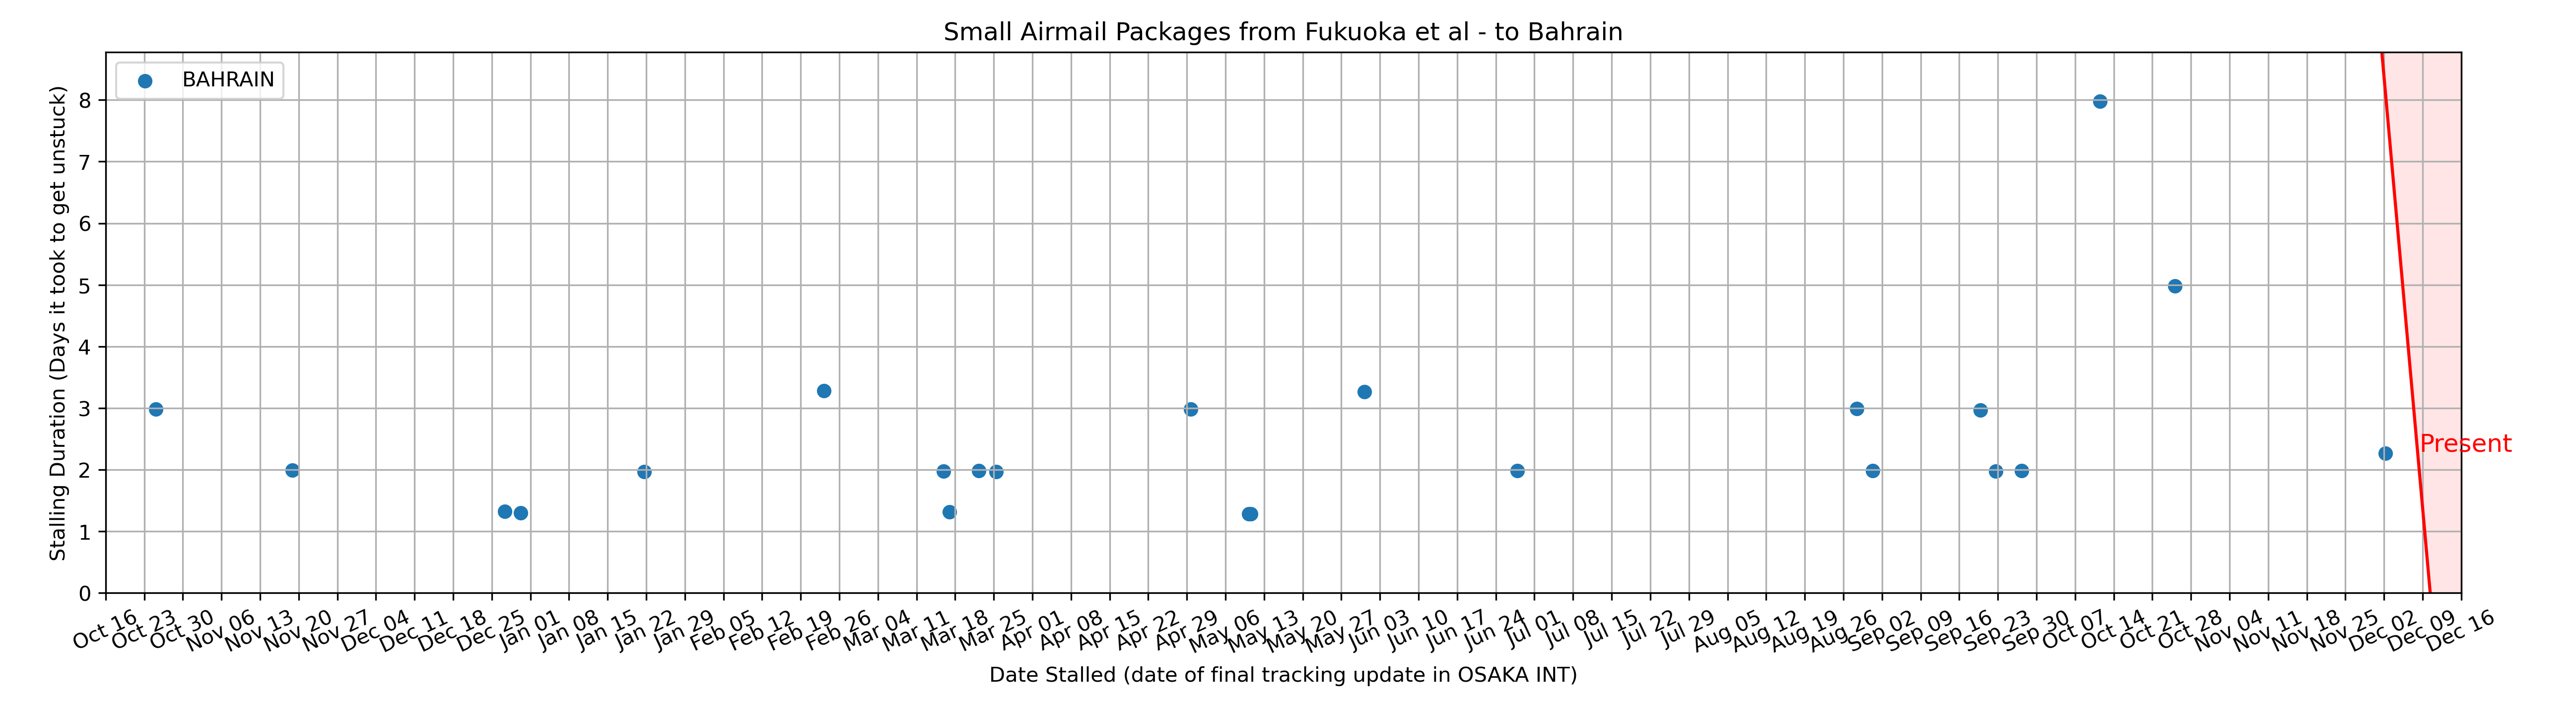 Small Airmail Packages from Fukuoka et al - to Bahrain
BAHRAIN
Stalling Duration (Days it took to get unstuck)
8
7
6
5
4
3
2
1
0
Present
Oct 16
Oct 23
Oct 30
Nov 06
Nov 13
Nov 20
Nov 27
Dec 04
Dec 11
Dec 18
Dec 25
Jan 01
Jan 08
Jan 15
Jan 22
Jan 29
Feb 05
Feb 12
Feb 19
Feb 26
Mar 04
Mar 11
Mar 18
Mar 25
Apr 01
Apr 08
Apr 15
Apr 22
Apr 29
May 06
May 13
May 20
May 27
Jun 03
Jun 10
Jun 17
Jun 24
Jul 01
Jul 08
Jul 15
Jul 22
Jul 29
Aug 05
Aug 12
Aug 19
Aug 26
Sep 02
Sep 09
Sep 16
Sep 23
Sep 30
Oct 07
Oct 14
Oct 21
Oct 28
Nov 04
Nov 11
Nov 18
Nov 25
Dec 02
Dec 09
Dec 16
Date Stalled (date of final tracking update in OSAKA INT)